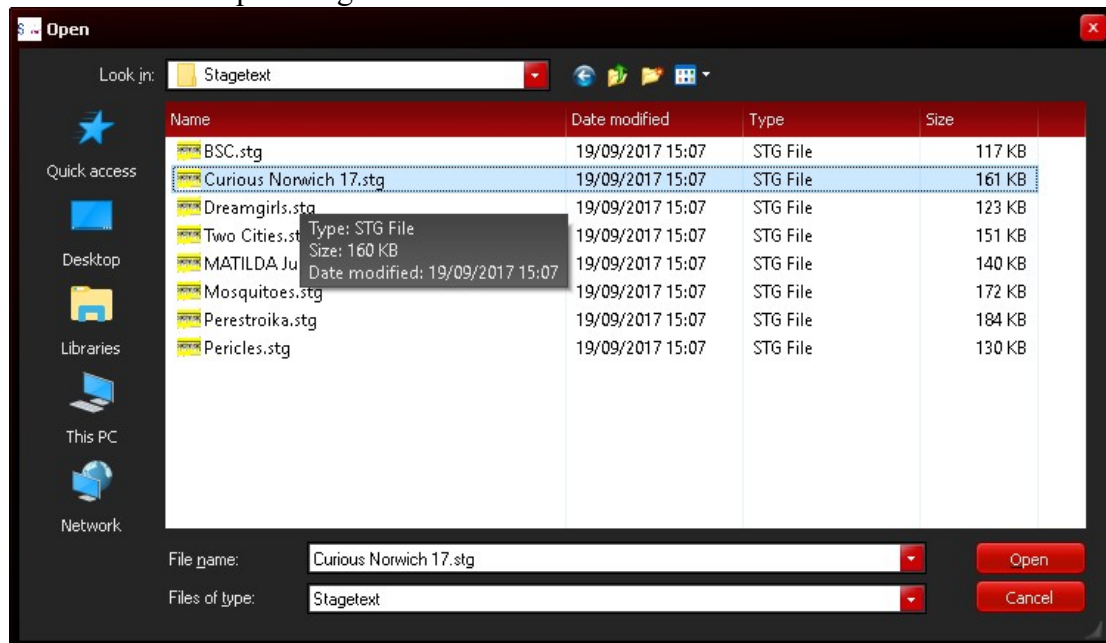 Open
Look in: Stagetext
Name Date modified Type Size
BSC.stg 19/09/2017 15:07 STG File 117 KB
Curious Norwich 17.stg 19/09/2017 15:07 STG File 161 KB
Dreamgirls.stg 19/09/2017 15:07 STG File 123 KB
Two Cities.st 19/09/2017 15:07 STG File 151 KB
MATILDA Ju 19/09/2017 15:07 STG File 140 KB
Mosquitoes.stg 19/09/2017 15:07 STG File 172 KB
Perestroika.stg 19/09/2017 15:07 STG File 184 KB
Pericles.stg 19/09/2017 15:07 STG File 130 KB
Type: STG File
Size: 160 KB
Date modified: 19/09/2017 15:07
Quick access
Desktop
Libraries
This PC
Network
File name: Curious Norwich 17.stg Open
Files of type: Stagetext Cancel